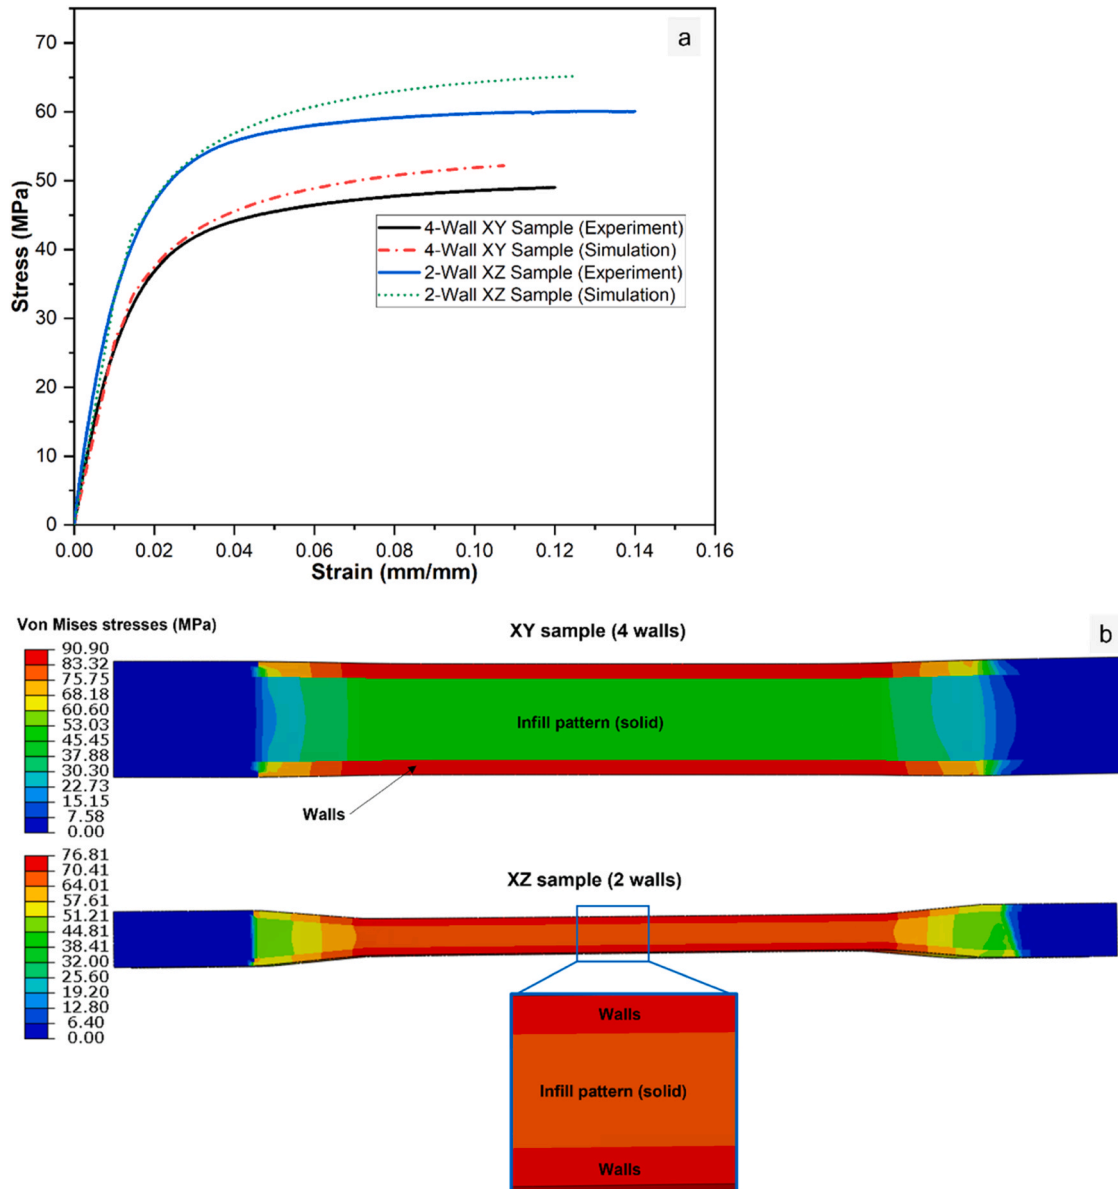 a
70
60
50
40
30
20
10
0
Stress (MPa)
4-Wall XY Sample (Experiment)
4-Wall XY Sample (Simulation)
2-Wall XZ Sample (Experiment)
2-Wall XZ Sample (Simulation)
0.00 0.02 0.04 0.06 0.08 0.10 0.12 0.14 0.16
Strain (mm/mm)
Von Mises stresses (MPa)
XY sample (4 walls)
b
90.90
83.32
75.75
68.18
60.60
53.03
45.45
37.88
30.30
22.73
15.15
7.58
0.00
Infill pattern (solid)
Walls
76.81
70.41
64.01
57.61
51.21
44.81
38.41
32.00
25.60
19.20
12.80
6.40
0.00
XZ sample (2 walls)
Walls
Infill pattern (solid)
Walls